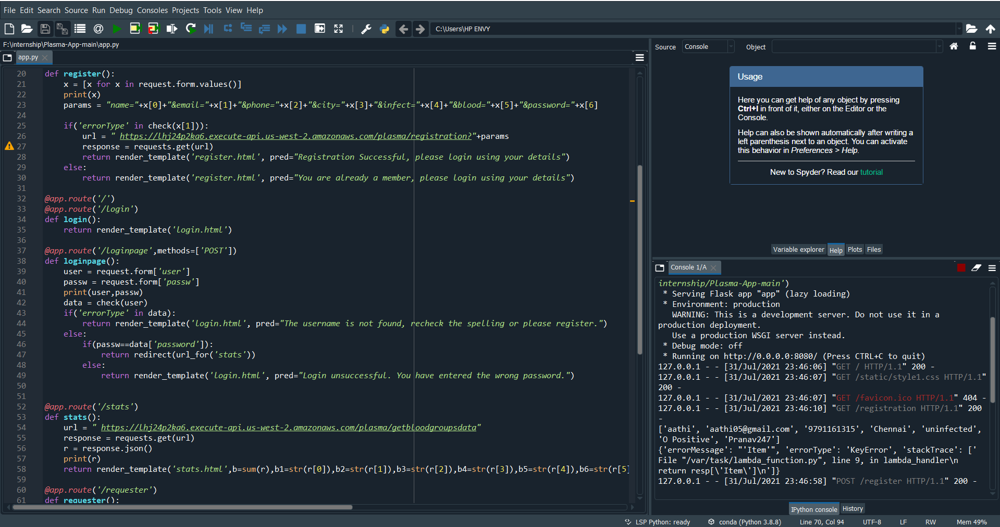 File Edit Search Source Run Debug Consoles Projects Tools View Help
C:\Users\HP ENVY
F:\internship\Plasma-App-main\app.py
app.py
20 def register():
21 x = [x for x in request.form.values()]
22 print(x)
23 params = "name="+x[0]+"&email="+x[1]+"&phone="+x[2]+"&city="+x[3]+"&infect="+x[4]+"&blood="+x[5]+"&password="+x[6]
24
25 if('errorType' in check(x[1])):
26 url = " https://lhj24p2ka6.execute-api.us-west-2.amazonaws.com/plasma/registration?"+params
27 response = requests.get(url)
28 return render_template('register.html', pred="Registration Successful, please login using your details")
29 else:
30 return render_template('register.html', pred="You are already a member, please login using your details")
31
32 @app.route('/')
33 @app.route('/login')
34 def login():
35 return render_template('login.html')
36
37 @app.route('/loginpage',methods=['POST'])
38 def loginpage():
39 user = request.form['user']
40 passw = request.form['passw']
41 print(user,passw)
42 data = check(user)
43 if('errorType' in data):
44 return render_template('login.html', pred="The username is not found, recheck the spelling or please register.")
45 else:
46 if(passw==data['password']):
47 return redirect(url_for('stats'))
48 else:
49 return render_template('login.html', pred="Login unsuccessful. You have entered the wrong password.")
50
51
52 @app.route('/stats')
53 def stats():
54 url = " https://lhj24p2ka6.execute-api.us-west-2.amazonaws.com/plasma/getbloodgroupsdata"
55 response = requests.get(url)
56 r = response.json()
57 print(r)
58 return render_template('stats.html',b=sum(r),b1=str(r[0]),b2=str(r[1]),b3=str(r[2]),b4=str(r[3]),b5=str(r[4]),b6=str(r[5]
59
60 @app.route('/requester')
61 def requester():
Source Console Object
Usage
Here you can get help of any object by pressing
Ctrl+I in front of it, either on the Editor or the
Console.
Help can also be shown automatically after writing a
left parenthesis next to an object. You can activate
this behavior in Preferences > Help.
New to Spyder? Read our tutorial
Variable explorer Help Plots Files
Console 1/A
internship/Plasma-App-main')
* Serving Flask app "app" (lazy loading)
* Environment: production
WARNING: This is a development server. Do not use it in a
production deployment.
Use a production WSGI server instead.
* Debug mode: off
* Running on http://0.0.0.0:8080/ (Press CTRL+C to quit)
127.0.0.1 - - [31/Jul/2021 23:46:06] "GET / HTTP/1.1" 200 -
127.0.0.1 - - [31/Jul/2021 23:46:07] "GET /static/style1.css HTTP/1.1"
200 -
127.0.0.1 - - [31/Jul/2021 23:46:07] "GET /favicon.ico HTTP/1.1" 404 -
127.0.0.1 - - [31/Jul/2021 23:46:10] "GET /registration HTTP/1.1" 200
-
['aathi', 'aathi05@gmail.com', '9791161315', 'Chennai', 'uninfected',
'O Positive', 'Pranav247']
{'errorMessage': "'Item'", 'errorType': 'KeyError', 'stackTrace': ['
File "/var/task/lambda_function.py", line 9, in lambda_handler\n
return resp[\'Item\']\n']}
127.0.0.1 - - [31/Jul/2021 23:46:58] "POST /register HTTP/1.1" 200 -
IPython console History
LSP Python: ready conda (Python 3.8.8) Line 70, Col 94 UTF-8 LF RW Mem 49%